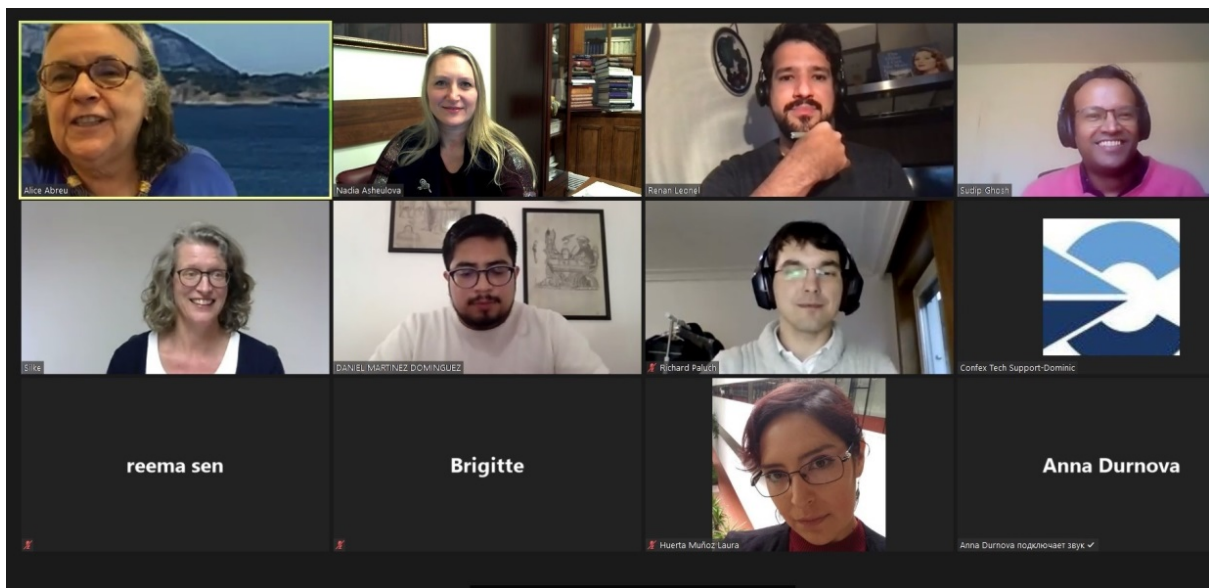 Alice Abreu
Nadia Asheulova
Renan Leonel
Sudip Ghosh
Silke
DANIEL MARTINEZ DOMINGUEZ
Richard Paluch
Confex Tech Support-Dominic
reema sen
Brigitte
Huerta Muñoz Laura
Anna Durnova
Anna Durnova подключает звук